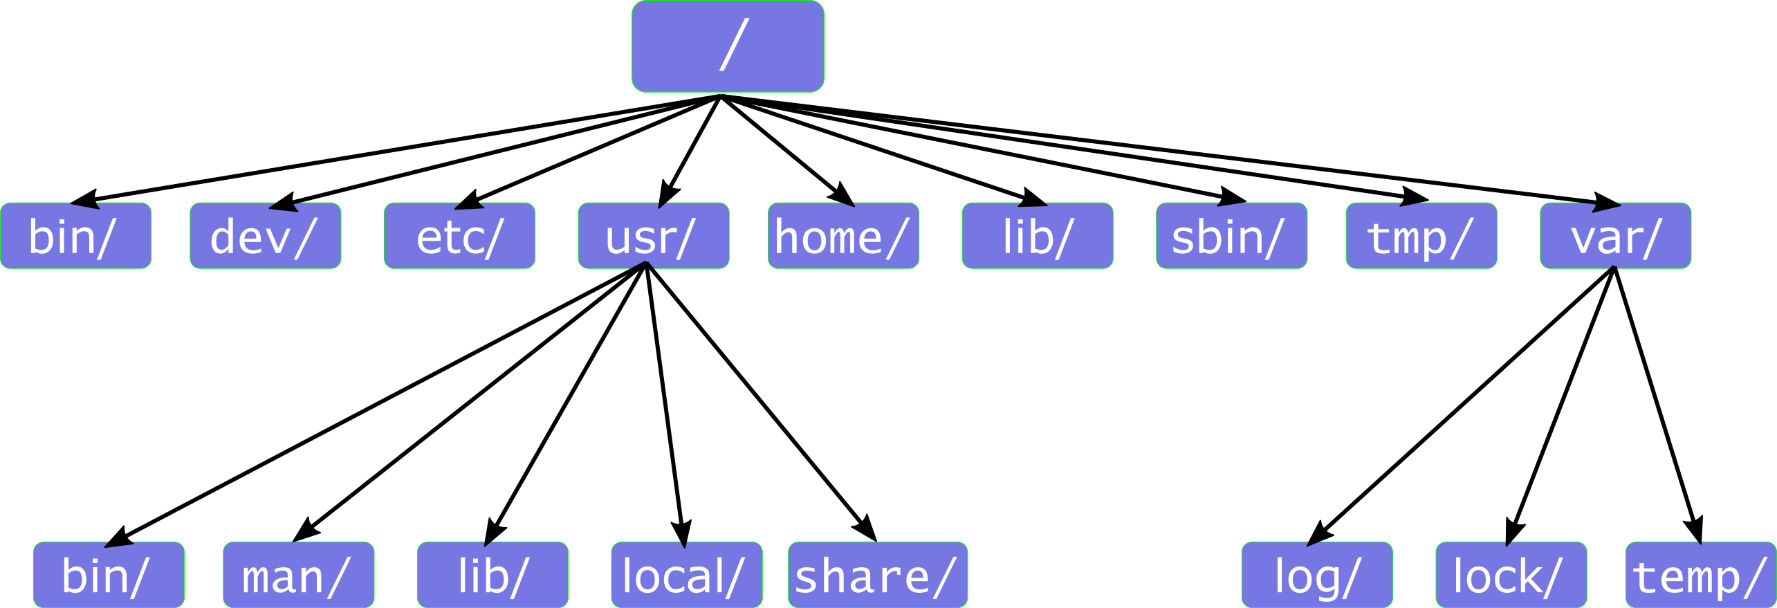 /
bin/ dev/ etc/ usr/ home/ lib/ sbin/ tmp/ var/
bin/ man/ lib/ local/ share/ log/ lock/ temp/